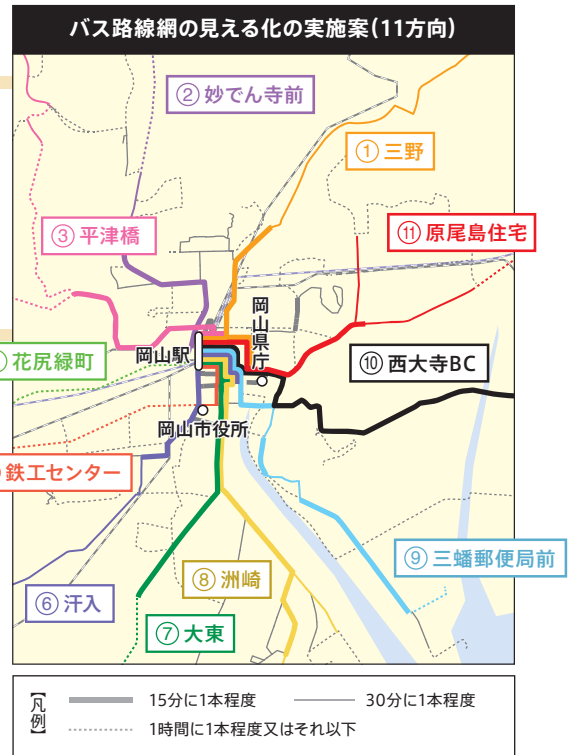 バス路線網の見える化の実施案(11方向)
② 妙でん寺前
① 三野
⑪ 原尾島住宅
③ 平津橋
岡山県庁
岡山駅
花尻緑町
⑩ 西大寺BC
岡山市役所
鉄工センター
⑨ 三蟠郵便局前
⑧ 洲崎
⑥ 汗入
⑦ 大東
【凡例】
15分に1本程度
30分に1本程度
1時間に1本程度又はそれ以下